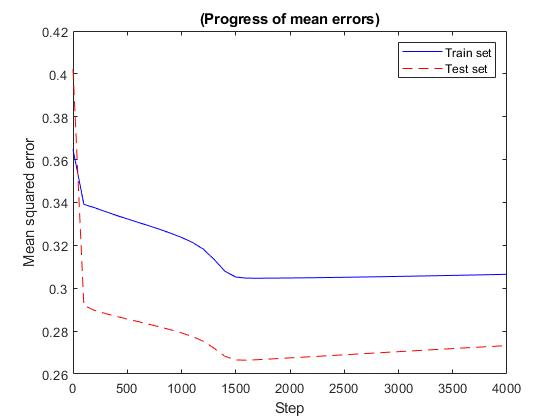 (Progress of mean errors)
0.42
0.4
0.38
0.36
0.34
0.32
0.3
0.28
0.26
Mean squared error
Train set
Test set
0 500 1000 1500 2000 2500 3000 3500 4000
Step